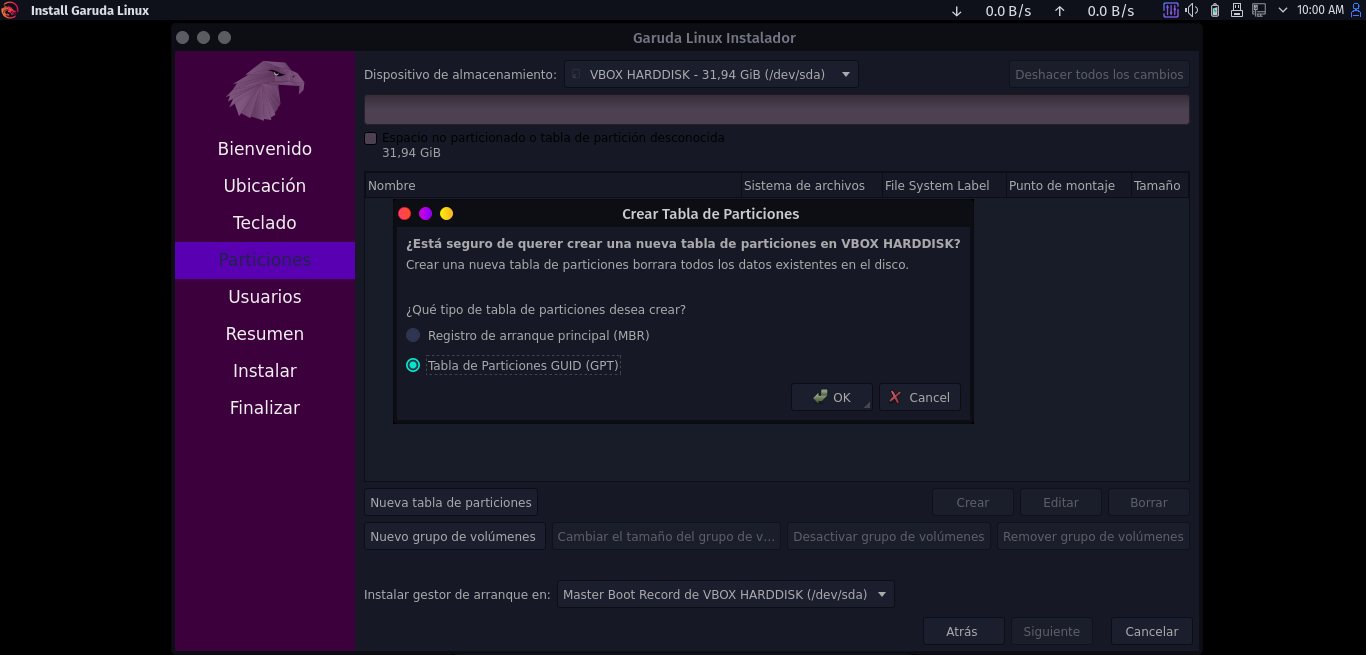 Install Garuda Linux
↓ 0.0 B/s ↑ 0.0 B/s 10:00 AM
Garuda Linux Instalador
Dispositivo de almacenamiento: VBOX HARDDISK - 31,94 GiB (/dev/sda) Deshacer todos los cambios
Espacio no particionado o tabla de partición desconocida
31,94 GiB
Bienvenido
Ubicación
Teclado
Particiones
Usuarios
Resumen
Instalar
Finalizar
Nombre Sistema de archivos File System Label Punto de montaje Tamaño
Crear Tabla de Particiones
¿Está seguro de querer crear una nueva tabla de particiones en VBOX HARDDISK?
Crear una nueva tabla de particiones borrara todos los datos existentes en el disco.
¿Qué tipo de tabla de particiones desea crear?
Registro de arranque principal (MBR)
Tabla de Particiones GUID (GPT)
OK Cancel
Nueva tabla de particiones Crear Editar Borrar
Nuevo grupo de volúmenes Cambiar el tamaño del grupo de v... Desactivar grupo de volúmenes Remover grupo de volúmenes
Instalar gestor de arranque en: Master Boot Record de VBOX HARDDISK (/dev/sda)
Atrás Siguiente Cancelar